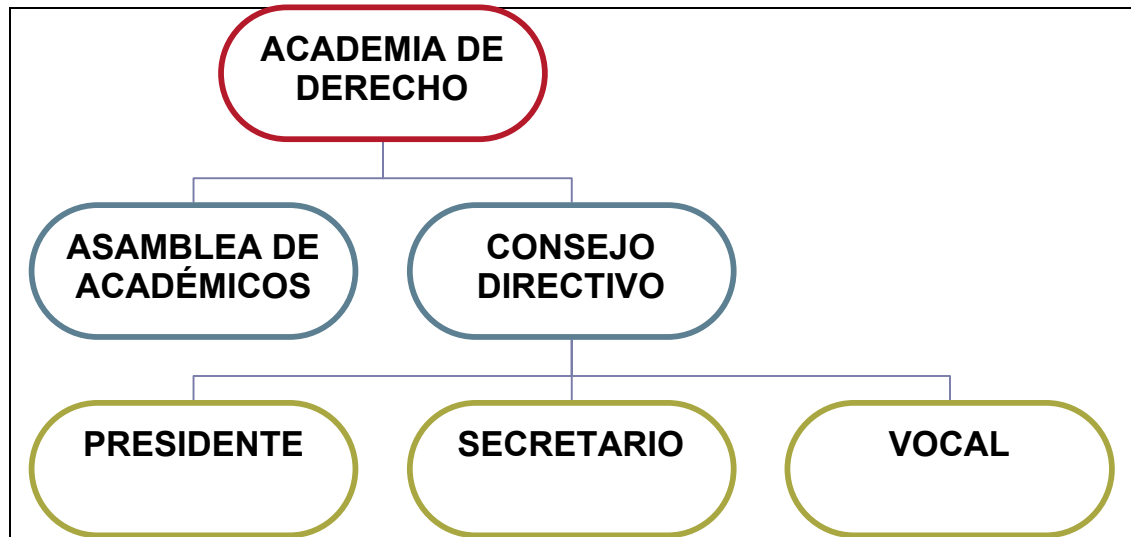 ACADEMIA DE
DERECHO
ASAMBLEA DE
ACADÉMICOS
CONSEJO
DIRECTIVO
PRESIDENTE
SECRETARIO
VOCAL